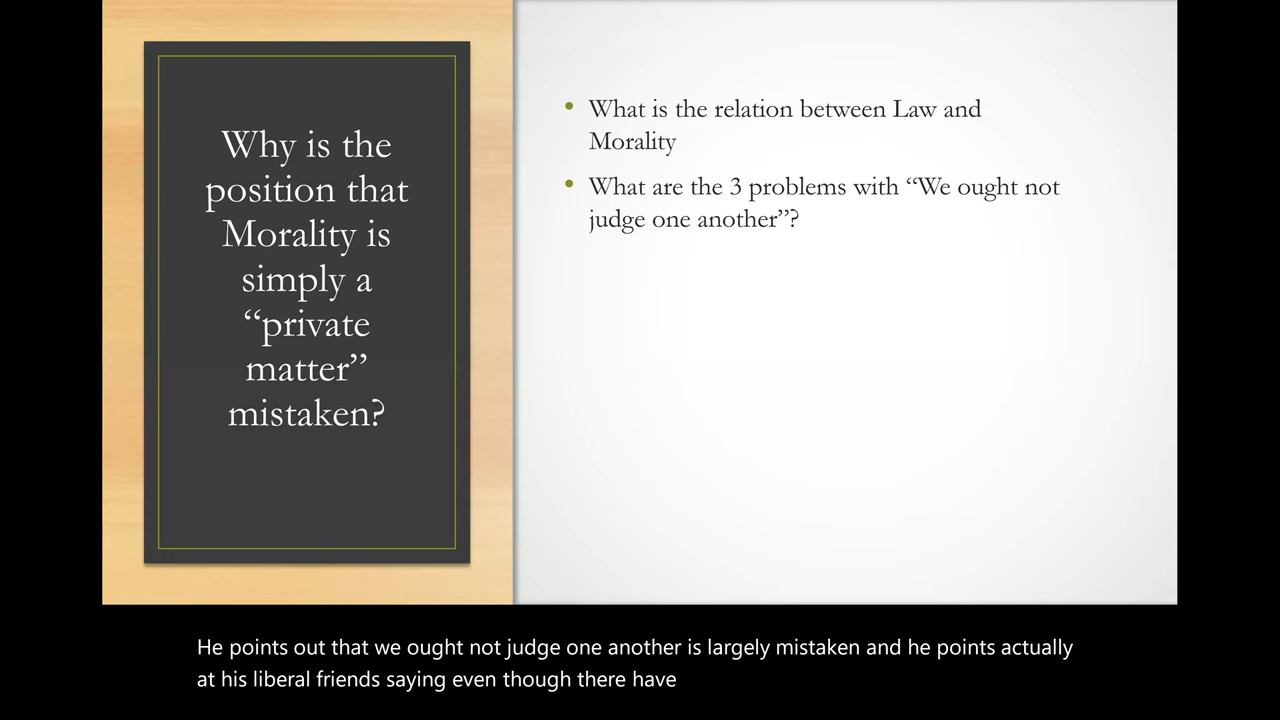 Why is the
position that
Morality is
simply a
“private
matter”
mistaken?
• What is the relation between Law and
Morality
• What are the 3 problems with “We ought not
judge one another”?
He points out that we ought not judge one another is largely mistaken and he points actually
at his liberal friends saying even though there have